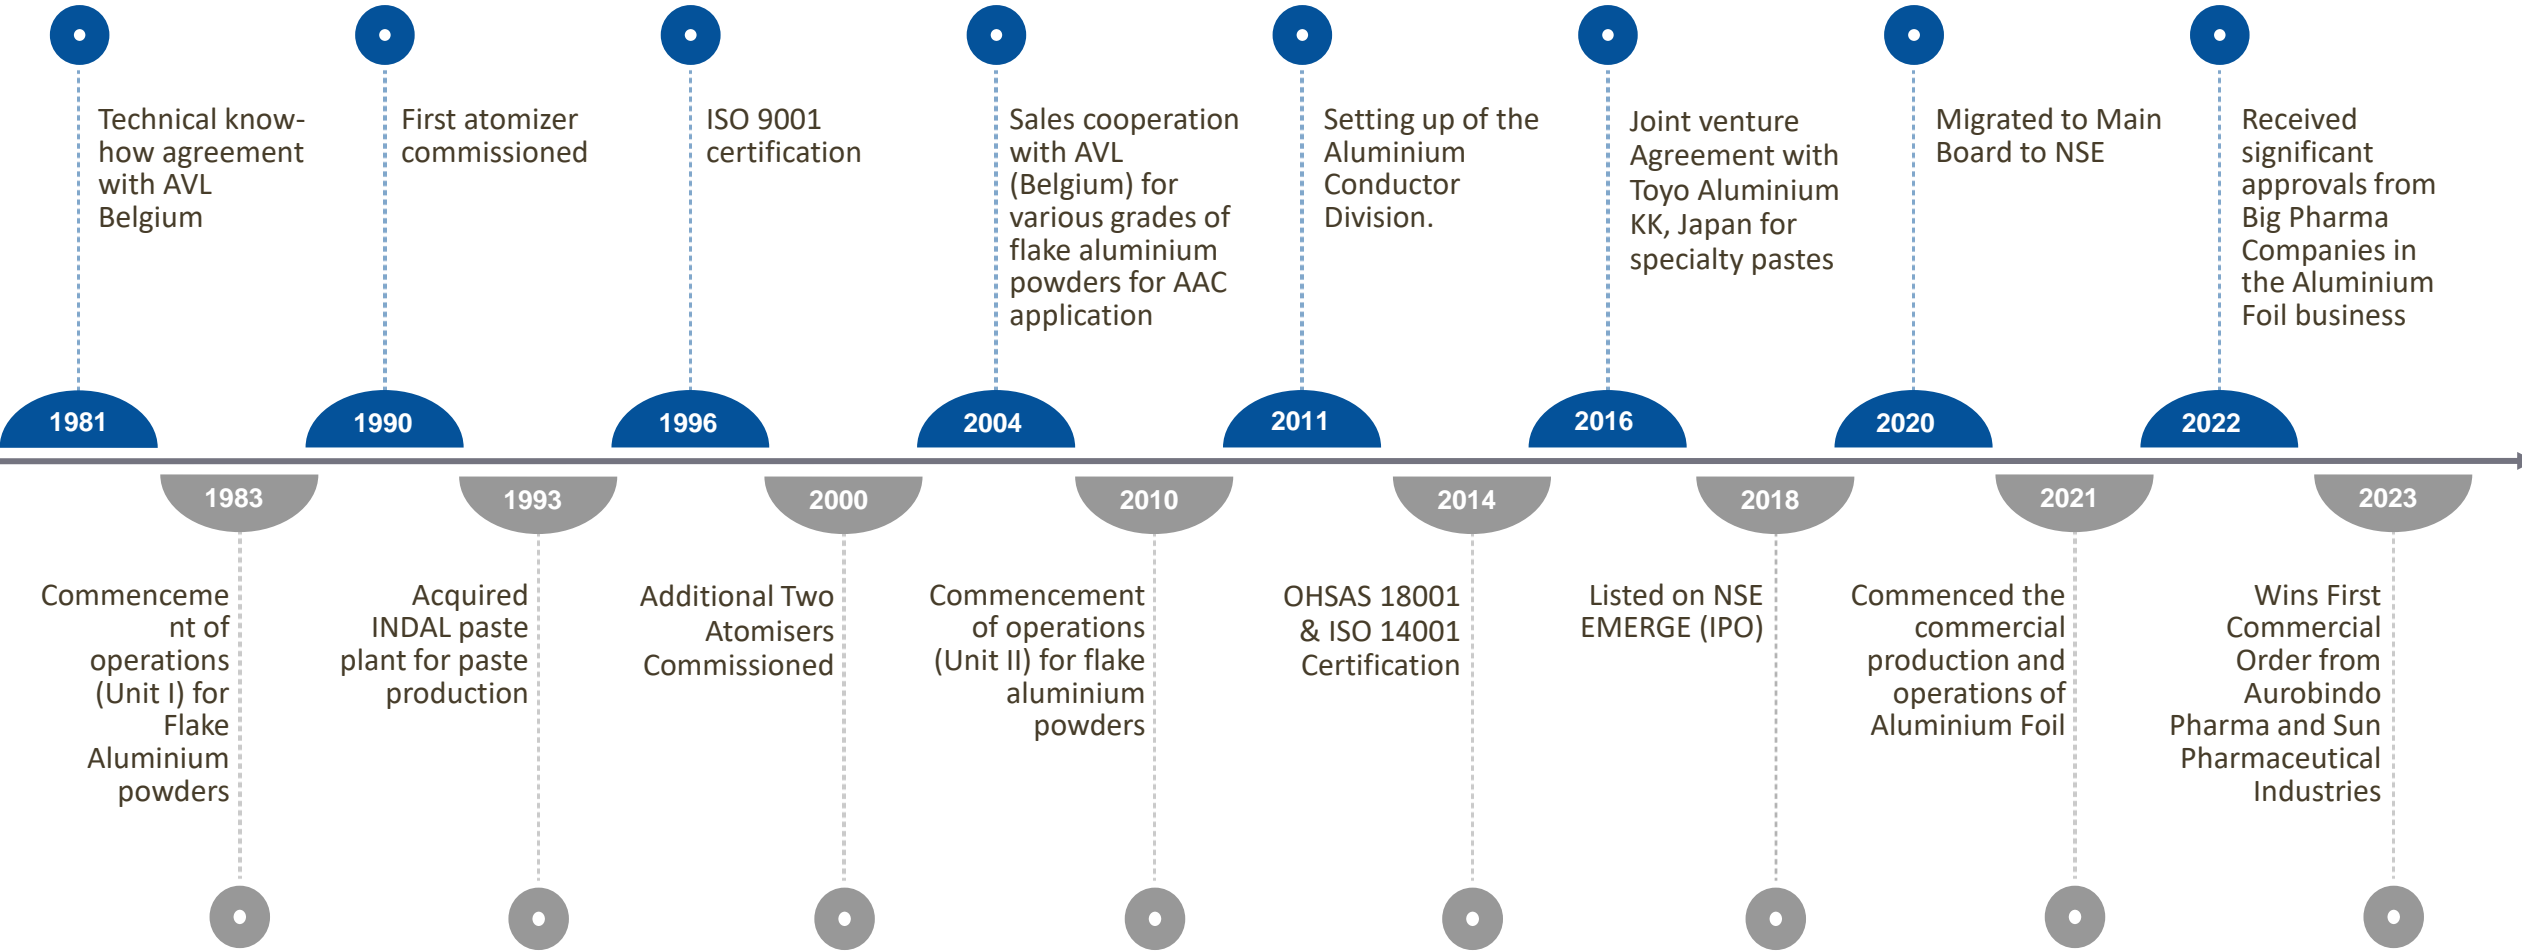 Technical know-
how agreement
with AVL
Belgium
First atomizer
commissioned
ISO 9001
certification
Sales cooperation
with AVL
(Belgium) for
various grades of
flake aluminium
powders for AAC
application
Setting up of the
Aluminium
Conductor
Division.
Joint venture
Agreement with
Toyo Aluminium
KK, Japan for
specialty pastes
Migrated to Main
Board to NSE
Received
significant
approvals from
Big Pharma
Companies in
the Aluminium
Foil business
1981
1990
1996
2004
2011
2016
2020
2022
1983
1993
2000
2010
2014
2018
2021
2023
Commenceme
nt of
operations
(Unit I) for
Flake
Aluminium
powders
Acquired
INDAL paste
plant for paste
production
Additional Two
Atomisers
Commissioned
Commencement
of operations
(Unit II) for flake
aluminium
powders
OHSAS 18001
& ISO 14001
Certification
Listed on NSE
EMERGE (IPO)
Commenced the
commercial
production and
operations of
Aluminium Foil
Wins First
Commercial
Order from
Aurobindo
Pharma and Sun
Pharmaceutical
Industries